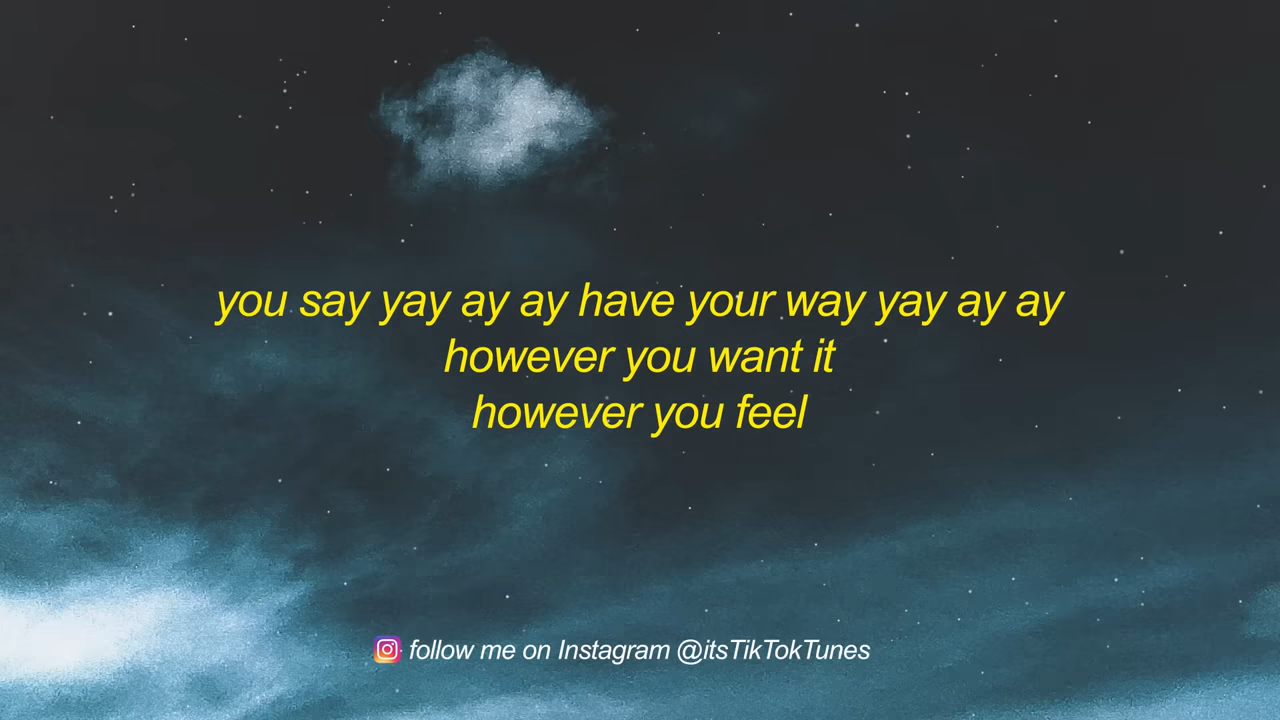 you say yay ay ay have your way yay ay ay
however you want it
however you feel
follow me on Instagram @itsTikTokTunes